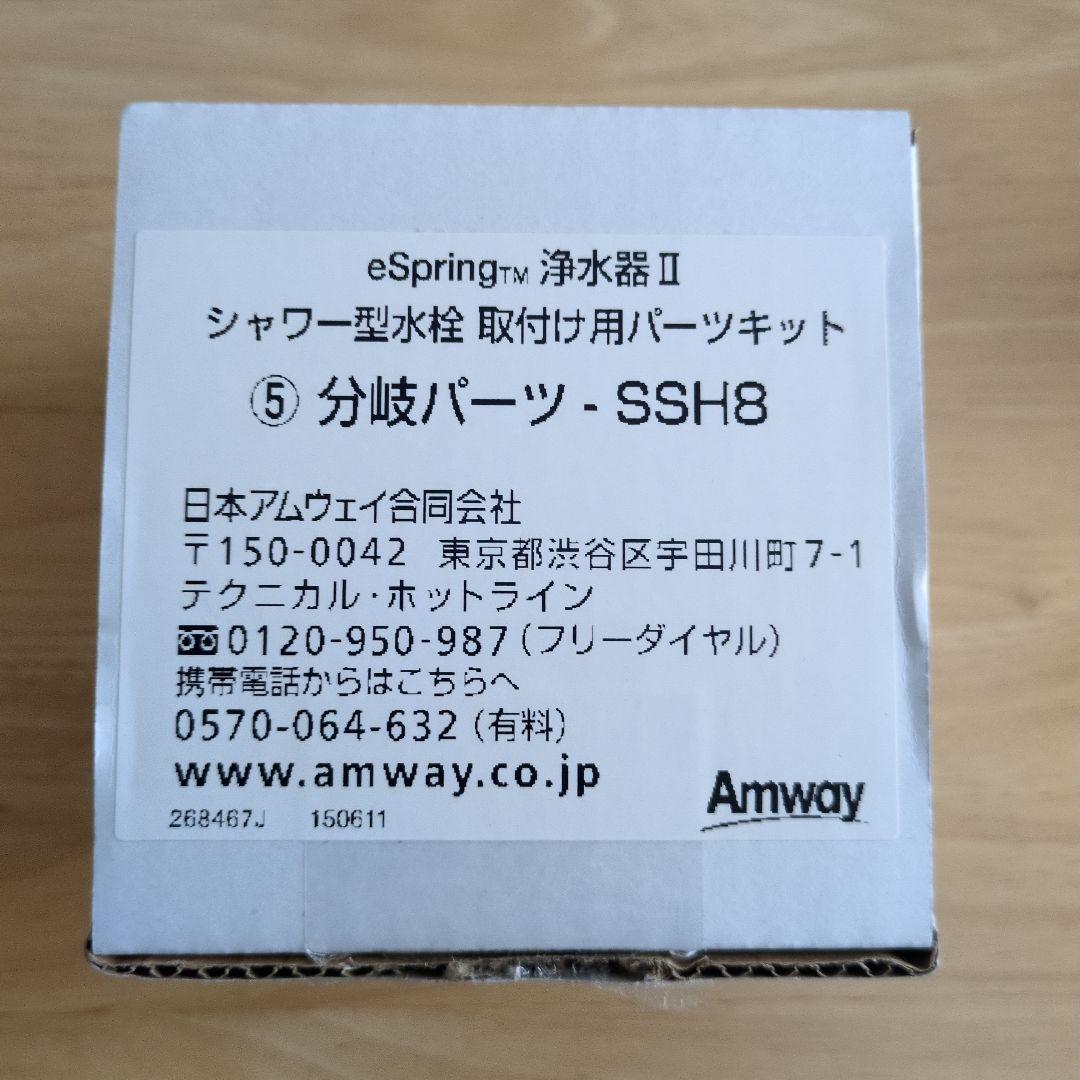 eSpring™ 浄水器Ⅱ
シャワー型水栓 取付け用パーツキット
⑤ 分岐パーツ - SSH8
日本アムウェイ合同会社
〒150-0042 東京都渋谷区宇田川町7-1
テクニカル・ホットライン
0120-950-987（フリーダイヤル）
携帯電話からはこちらへ
0570-064-632（有料）
www.amway.co.jp
268467J 150611
Amway